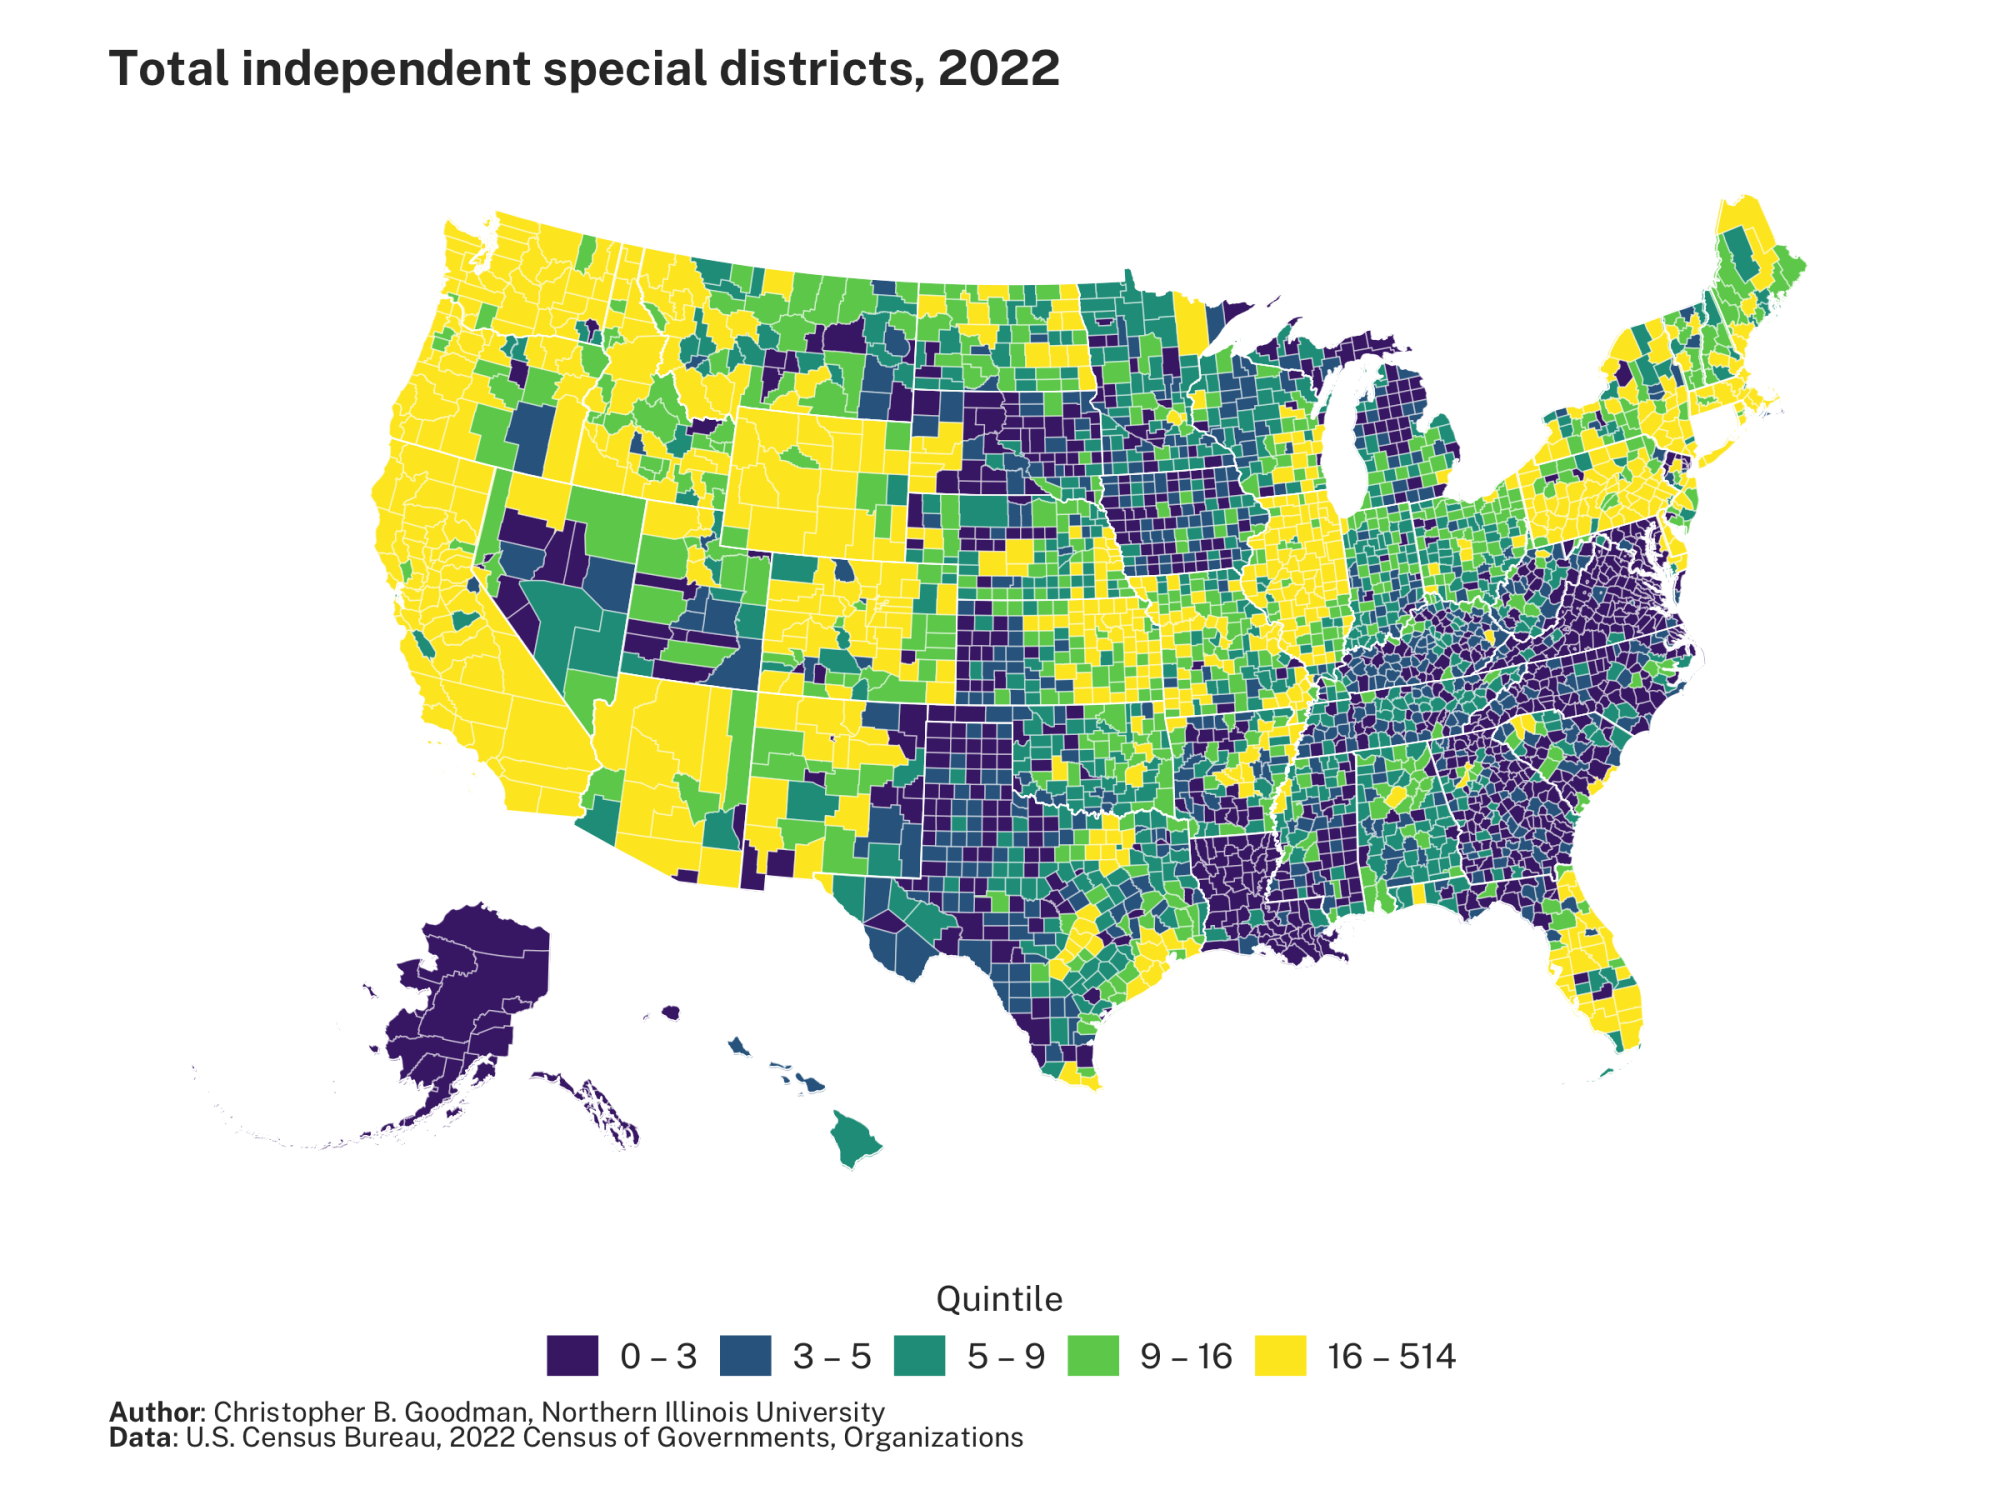 Total independent special districts, 2022
Quintile
0 – 3 3 – 5 5 – 9 9 – 16 16 – 514
Author: Christopher B. Goodman, Northern Illinois University
Data: U.S. Census Bureau, 2022 Census of Governments, Organizations